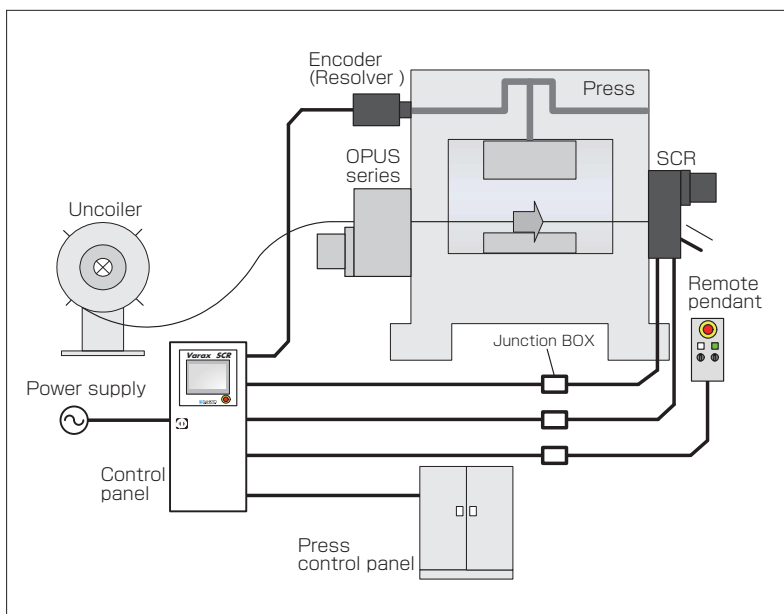 Encoder
(Resolver )
Press
OPUS
series
SCR
Uncoiler
Remote
pendant
Junction BOX
Varax SCR
Power supply
Control
panel
Press
control panel